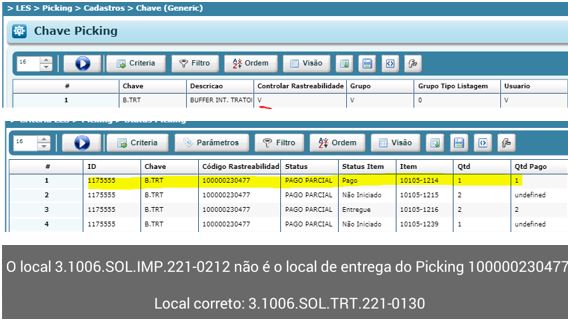 > LES > Picking > Cadastros > Chave (Generic)
Chave Picking
16 Criteria Filtro Ordem Visão
# Chave Descricao Controlar Rastreabilidade Grupo Grupo Tipo Listagem Usuario
1 B.TRT BUFFER INT. TRATOI V V 0 V
16 Criteria Parâmetros Filtro Ordem Visão
# ID Chave Código Rastreabilidad Status Status Item Item Qtd Qtd Pago
1 1175555 B.TRT 100000230477 PAGO PARCIAL Pago 10105-1214 1 1
2 1175555 B.TRT 100000230477 PAGO PARCIAL Não Iniciado 10105-1215 2 undefined
3 1175555 B.TRT 100000230477 PAGO PARCIAL Entregue 10105-1216 2 2
4 1175555 B.TRT 100000230477 PAGO PARCIAL Não Iniciado 10105-1239 1 undefined
O local 3.1006.SOL.IMP.221-0212 não é o local de entrega do Picking 100000230477
Local correto: 3.1006.SOL.TRT.221-0130